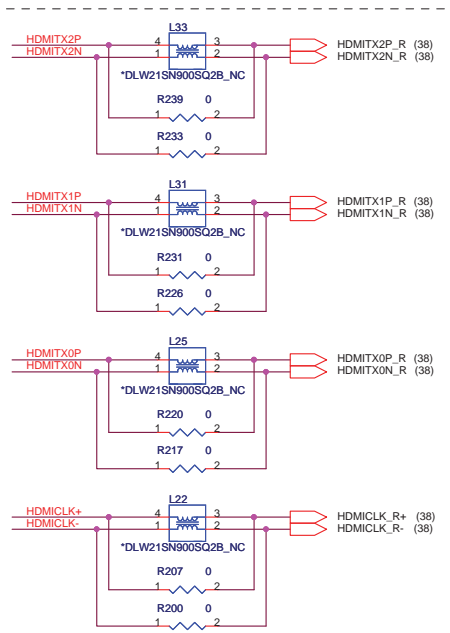 L33
HDMITX2P 4 3 HDMITX2P_R (38)
HDMITX2N 1 2 HDMITX2N_R (38)
*DLW21SN900SQ2B_NC
R239 0
1 2
R233 0
1 2
L31
HDMITX1P 4 3 HDMITX1P_R (38)
HDMITX1N 1 2 HDMITX1N_R (38)
*DLW21SN900SQ2B_NC
R231 0
1 2
R226 0
1 2
L25
HDMITX0P 4 3 HDMITX0P_R (38)
HDMITX0N 1 2 HDMITX0N_R (38)
*DLW21SN900SQ2B_NC
R220 0
1 2
R217 0
1 2
L22
HDMICLK+ 4 3 HDMICLK_R+ (38)
HDMICLK- 1 2 HDMICLK_R- (38)
*DLW21SN900SQ2B_NC
R207 0
1 2
R200 0
1 2